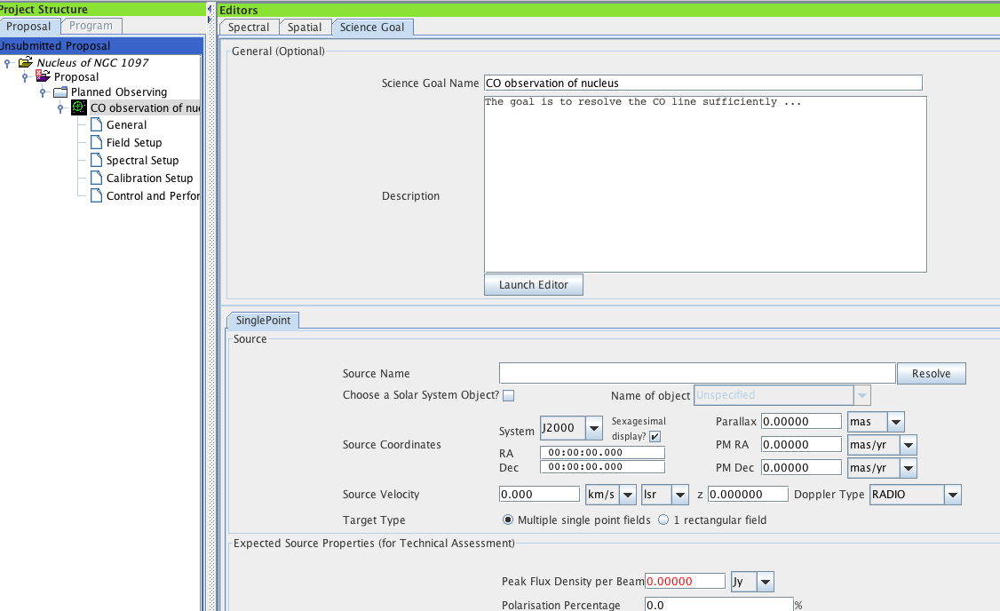 Project Structure
Proposal Program
Unsubmitted Proposal
Nucleus of NGC 1097
Proposal
Planned Observing
CO observation of nu
General
Field Setup
Spectral Setup
Calibration Setup
Control and Perfor
Editors
Spectral Spatial Science Goal
General (Optional)
Science Goal Name CO observation of nucleus
The goal is to resolve the CO line sufficiently ...
Description
Launch Editor
SinglePoint
Source
Source Name Resolve
Choose a Solar System Object? Name of object Unspecified
Source Coordinates
System J2000 Sexagesimal display?
RA 00:00:00.000
Dec 00:00:00.000
Parallax 0.00000 mas
PM RA 0.00000 mas/yr
PM Dec 0.00000 mas/yr
Source Velocity 0.000 km/s lsr z 0.000000 Doppler Type RADIO
Target Type Multiple single point fields 1 rectangular field
Expected Source Properties (for Technical Assessment)
Peak Flux Density per Beam 0.00000 Jy
Polarisation Percentage 0.0 %